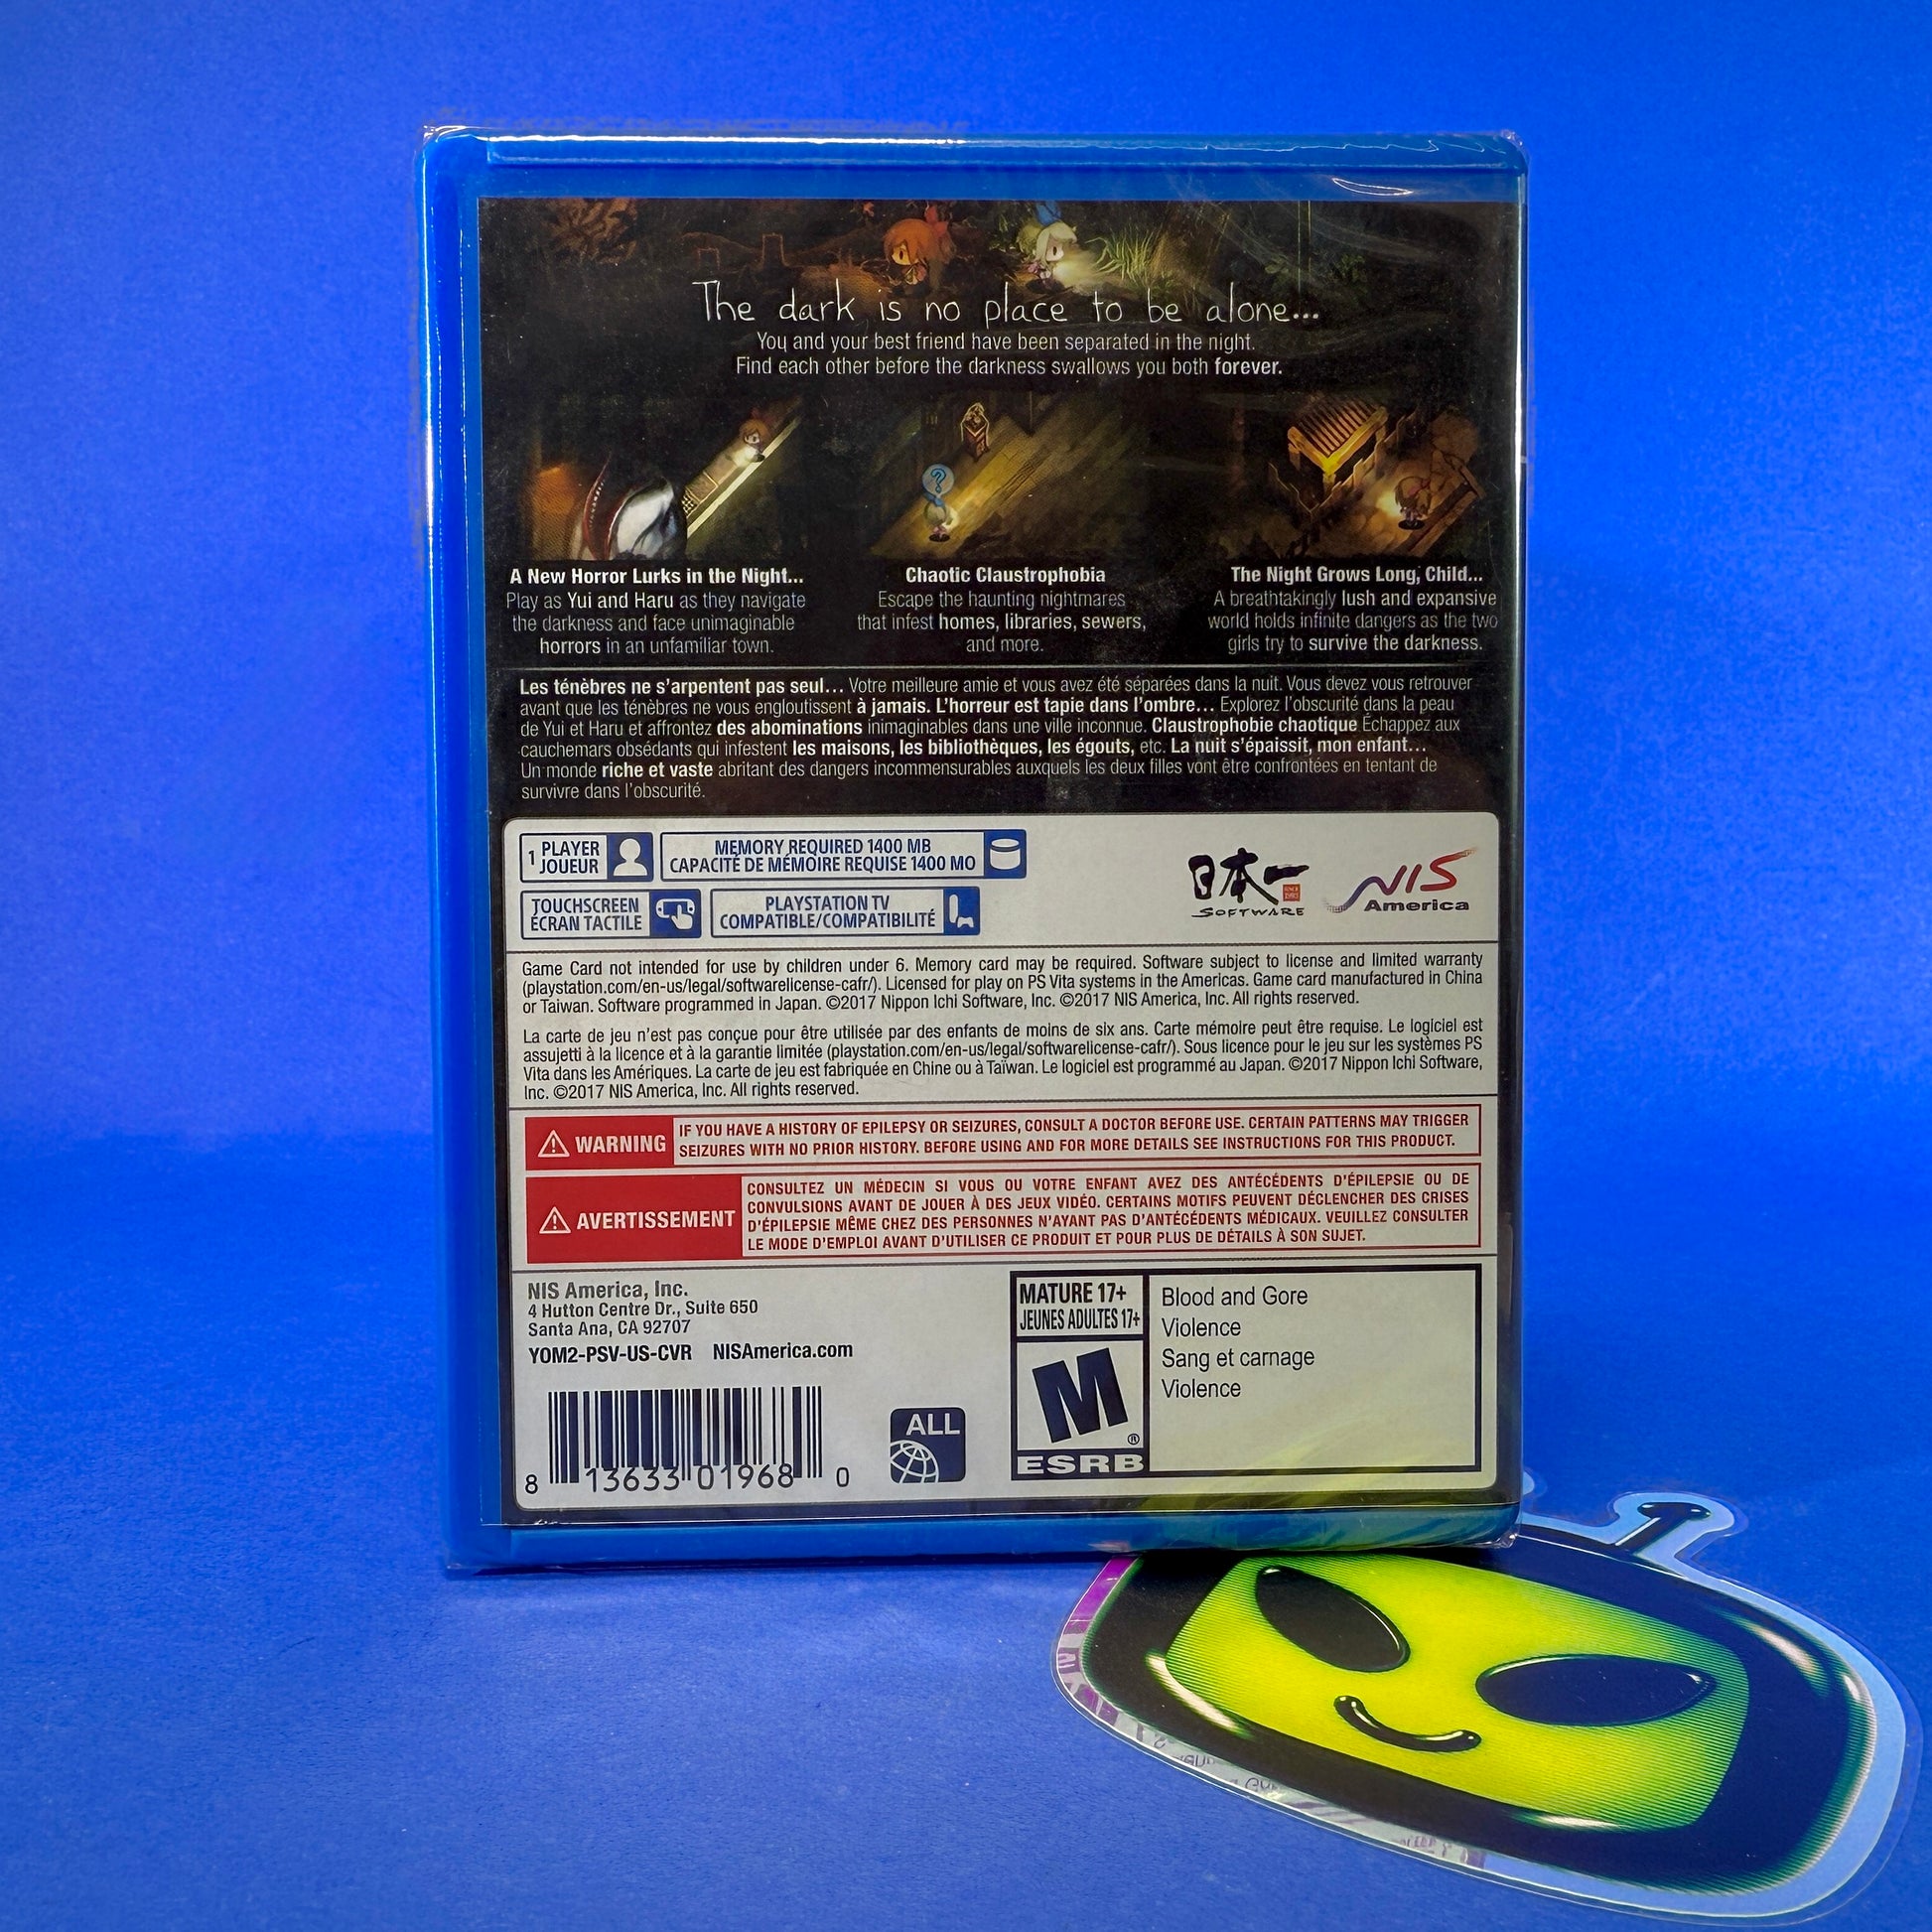 The dark is no place to be alone...
You and your best friend have been separated in the night.
Find each other before the darkness swallows you both forever.
?
A New Horror Lurks in the Night...
Play as Yui and Haru as they navigate
the darkness and face unimaginable
horrors in an unfamiliar town.
Chaotic Claustrophobia
Escape the haunting nightmares
that infest homes, libraries, sewers,
and more.
The Night Grows Long, Child...
A breathtakingly lush and expansive
world holds infinite dangers as the two
girls try to survive the darkness.
Les ténèbres ne s'arpentent pas seul... Votre meilleure amie et vous avez été séparées dans la nuit. Vous devez vous retrouver
avant que les ténèbres ne vous engloutissent à jamais. L'horreur est tapie dans l'ombre... Explorez l'obscurité dans la peau
de Yui et Haru et affrontez des abominations inimaginables dans une ville inconnue. Claustrophobie chaotique Échappez aux
cauchemars obsédants qui infestent les maisons, les bibliothèques, les égouts, etc. La nuit s'épaissit, mon enfant...
Un monde riche et vaste abritant des dangers incommensurables auxquels les deux filles vont être confrontées en tentant de
survivre dans l'obscurité.
1 PLAYER
JOUEUR
MEMORY REQUIRED 1400 MB
CAPACITÉ DE MÉMOIRE REQUISE 1400 MO
TOUCHSCREEN
ÉCRAN TACTILE
PLAYSTATION TV
COMPATIBLE/COMPATIBILITÉ
日本一
SOFTWARE
NIS
America
Game Card not intended for use by children under 6. Memory card may be required. Software subject to license and limited warranty
(playstation.com/en-us/legal/softwarelicense-cafr/). Licensed for play on PS Vita systems in the Americas. Game card manufactured in China
or Taiwan. Software programmed in Japan. ©2017 Nippon Ichi Software, Inc. ©2017 NIS America, Inc. All rights reserved.
La carte de jeu n'est pas conçue pour être utilisée par des enfants de moins de six ans. Carte mémoire peut être requise. Le logiciel est
assujetti à la licence et à la garantie limitée (playstation.com/en-us/legal/softwarelicense-cafr/). Sous licence pour le jeu sur les systèmes PS
Vita dans les Amériques. La carte de jeu est fabriquée en Chine ou à Taïwan. Le logiciel est programmé au Japan. ©2017 Nippon Ichi Software,
Inc. ©2017 NIS America, Inc. All rights reserved.
WARNING
IF YOU HAVE A HISTORY OF EPILEPSY OR SEIZURES, CONSULT A DOCTOR BEFORE USE. CERTAIN PATTERNS MAY TRIGGER
SEIZURES WITH NO PRIOR HISTORY. BEFORE USING AND FOR MORE DETAILS SEE INSTRUCTIONS FOR THIS PRODUCT.
AVERTISSEMENT
CONSULTEZ UN MÉDECIN SI VOUS OU VOTRE ENFANT AVEZ DES ANTÉCÉDENTS D'ÉPILEPSIE OU DE
CONVULSIONS AVANT DE JOUER À DES JEUX VIDÉO. CERTAINS MOTIFS PEUVENT DÉCLENCHER DES CRISES
D'ÉPILEPSIE MÊME CHEZ DES PERSONNES N'AYANT PAS D'ANTÉCÉDENTS MÉDICAUX. VEUILLEZ CONSULTER
LE MODE D'EMPLOI AVANT D'UTILISER CE PRODUIT ET POUR PLUS DE DÉTAILS À SON SUJET.
NIS America, Inc.
4 Hutton Centre Dr., Suite 650
Santa Ana, CA 92707
YOM2-PSV-US-CVR NISAmerica.com
8 13633 01968 0
ALL
MATURE 17+
JEUNES ADULTES 17+
M
ESRB
Blood and Gore
Violence
Sang et carnage
Violence